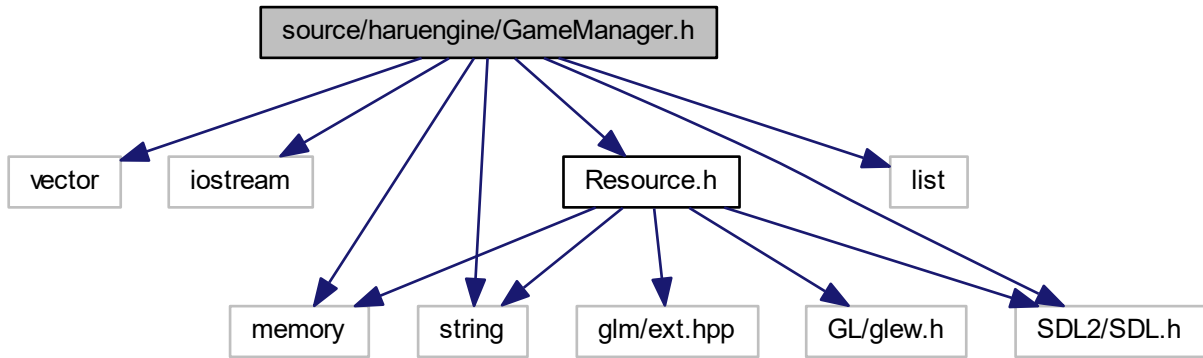 source/haruengine/GameManager.h
vector
iostream
Resource.h
list
memory
string
glm/ext.hpp
GL/glew.h
SDL2/SDL.h